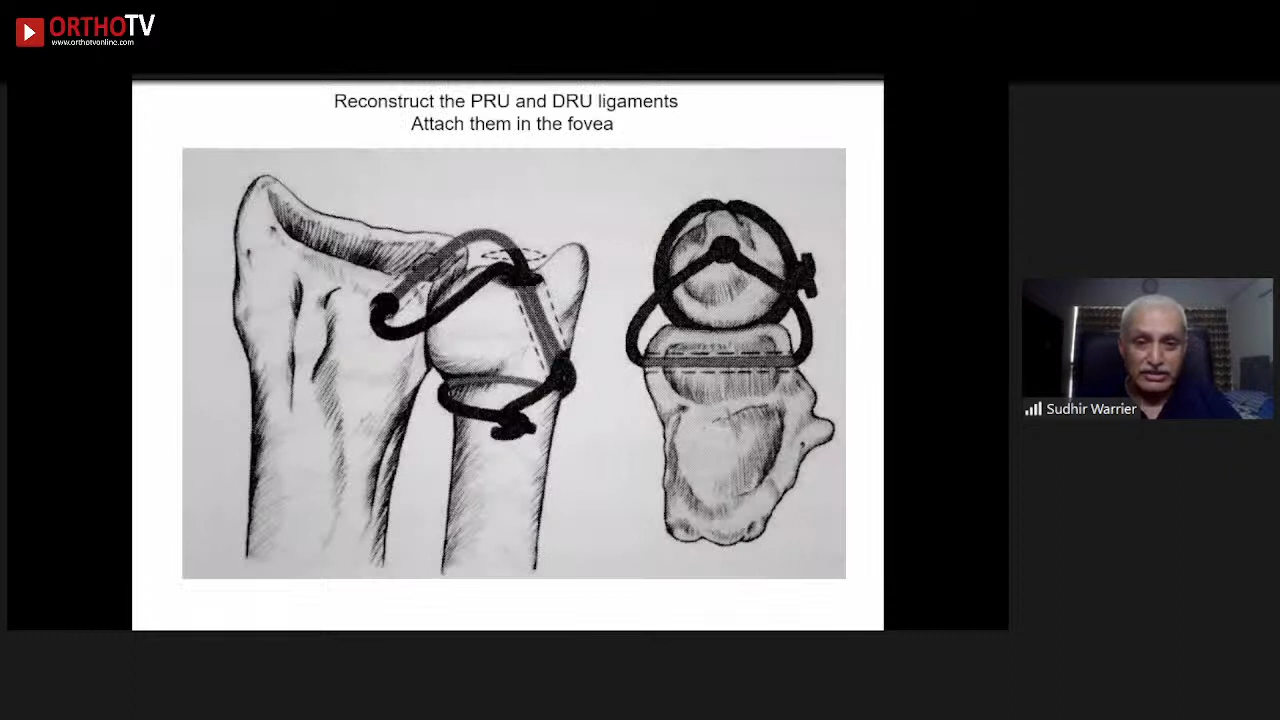 ORTHOTV
www.orthotvonline.com
Reconstruct the PRU and DRU ligaments
Attach them in the fovea
Sudhir Warrier